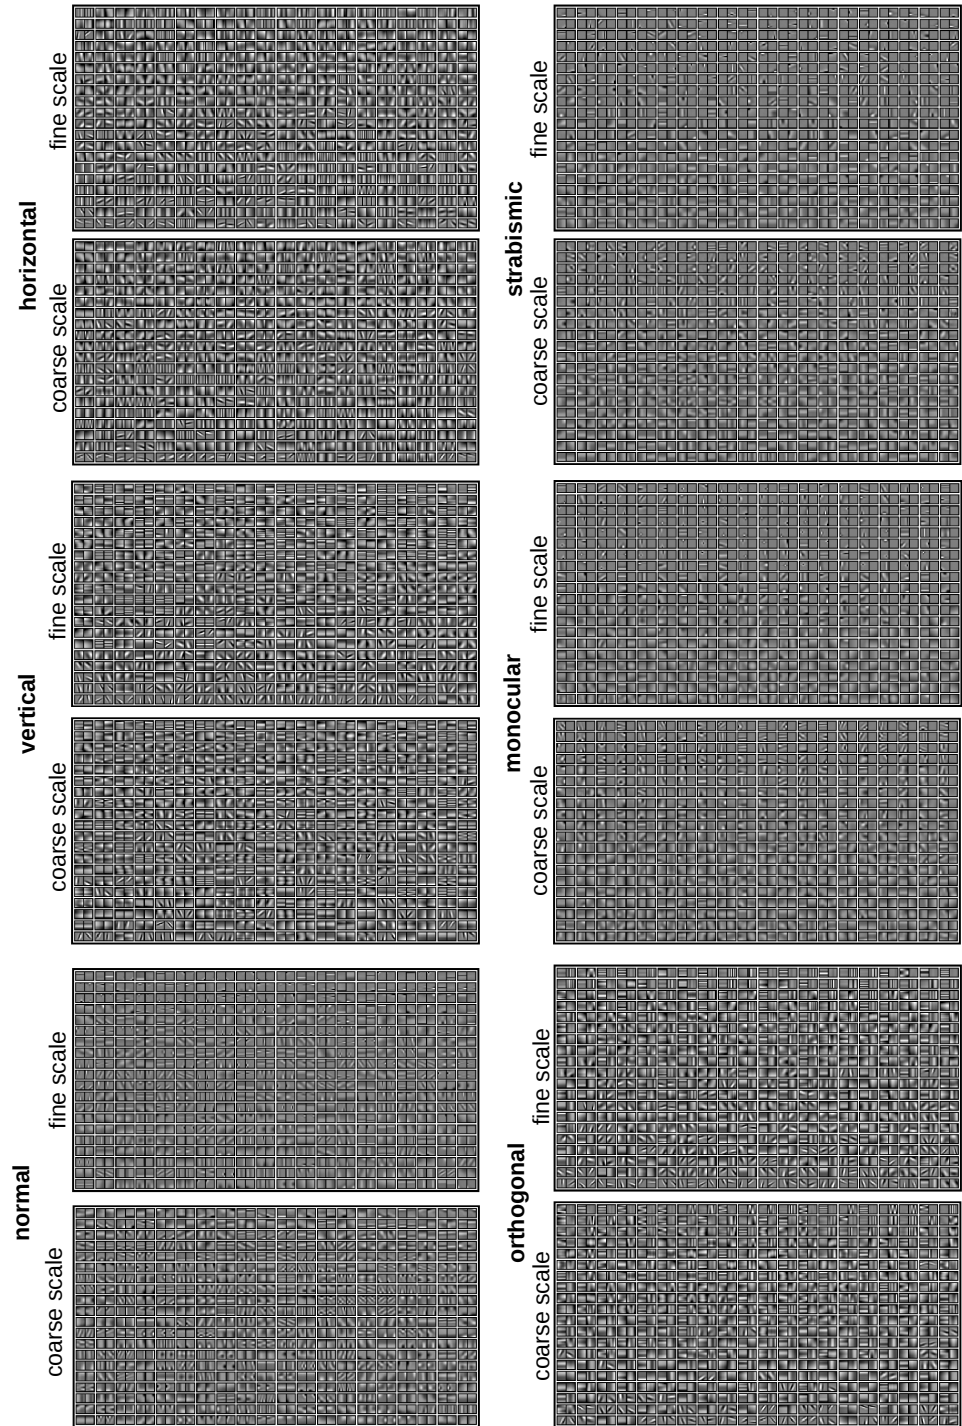 horizontal
fine scale
coarse scale
vertical
fine scale
coarse scale
normal
fine scale
coarse scale
strabismic
fine scale
coarse scale
monocular
fine scale
coarse scale
orthogonal
fine scale
coarse scale